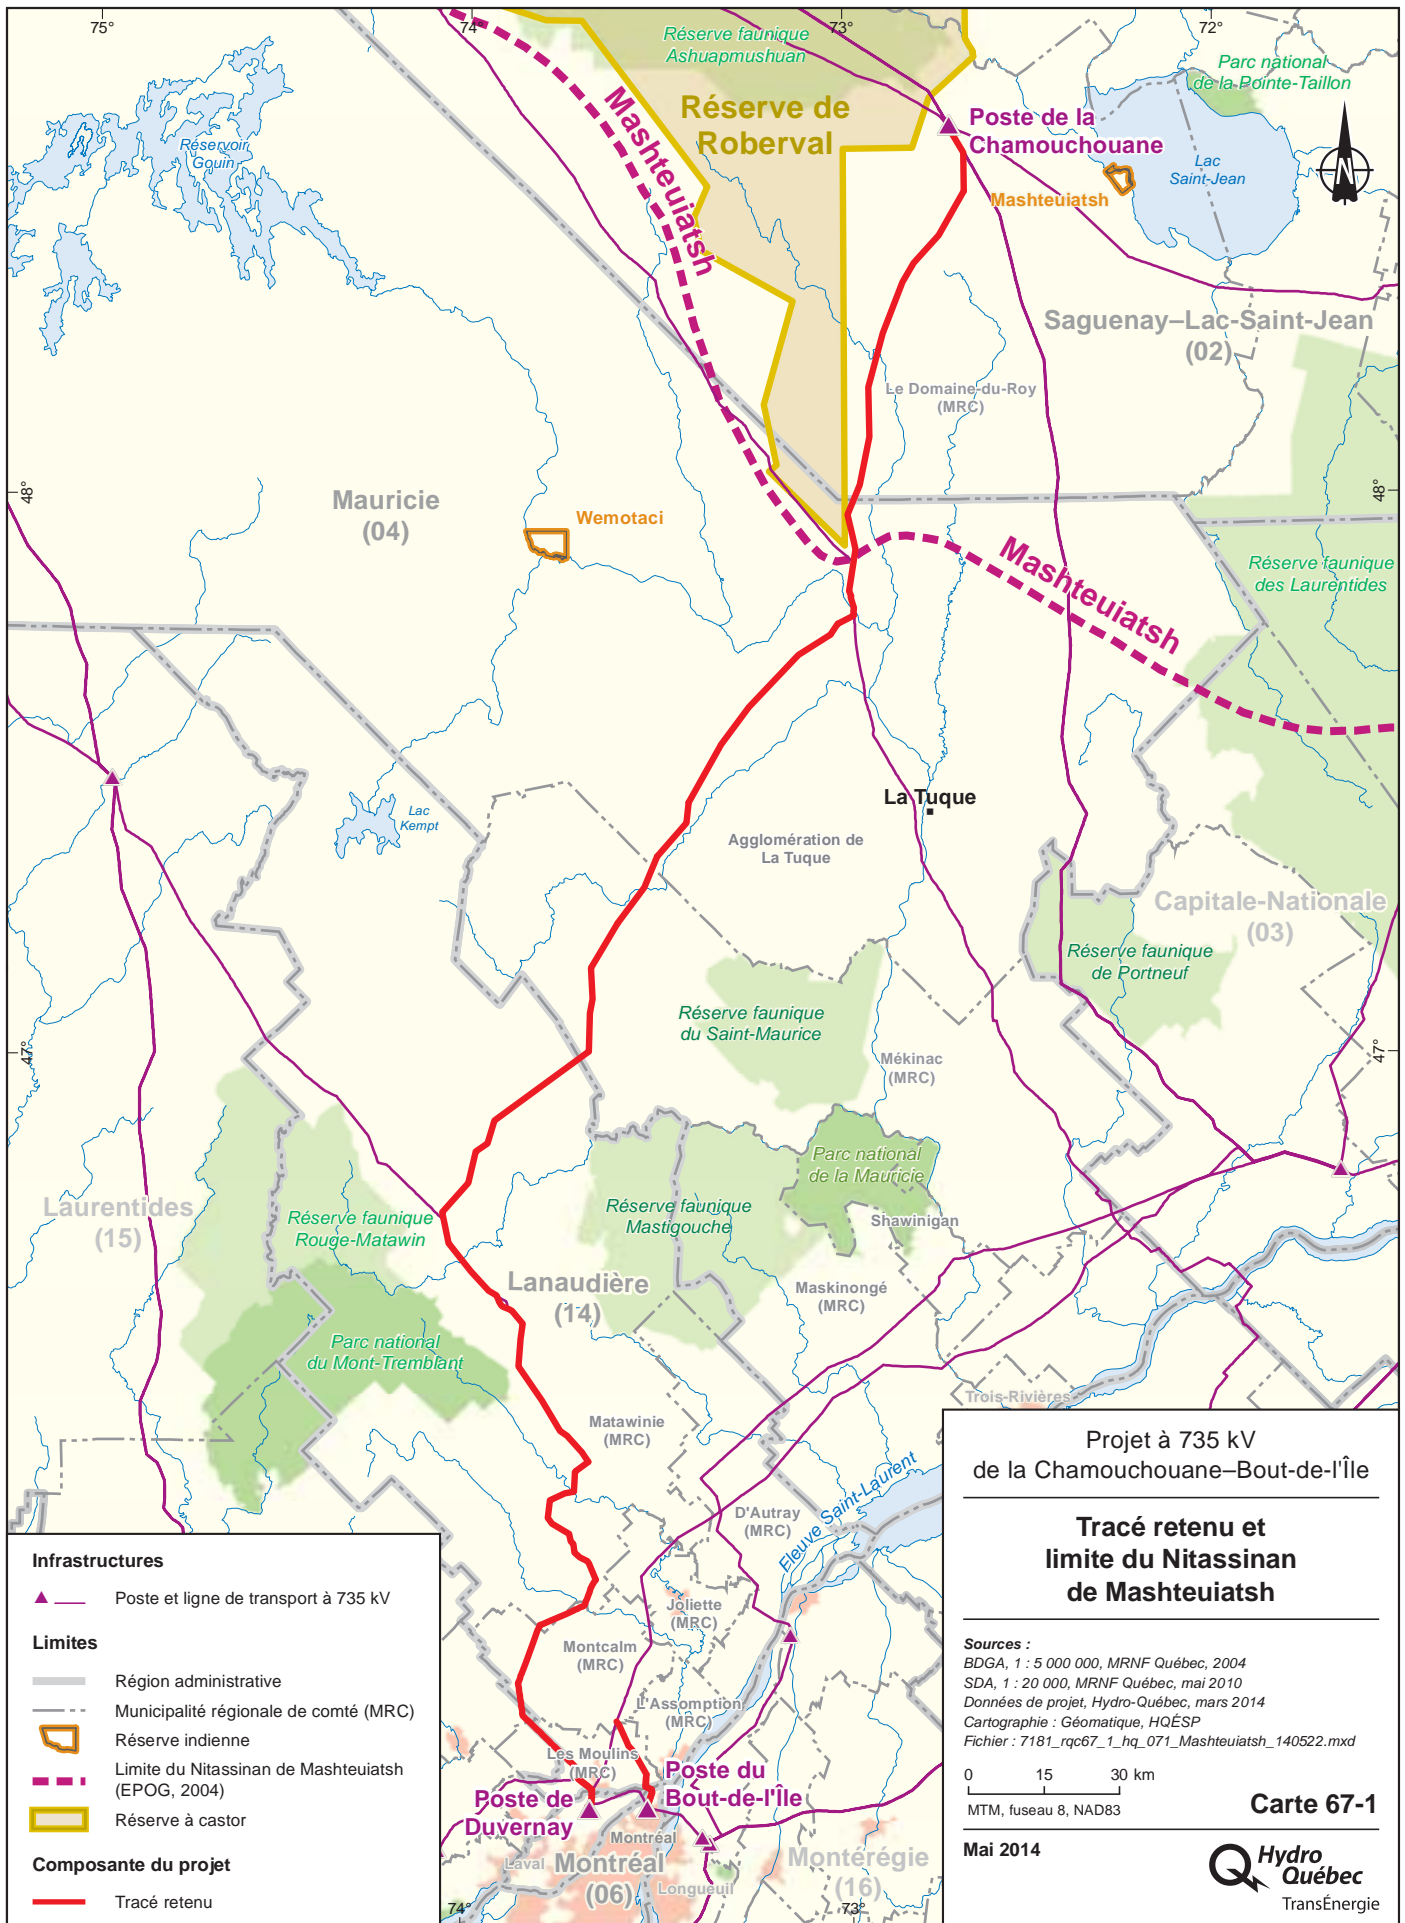 75°
74°
73°
72°
Réserve faunique
Ashuapmushuan
Parc national
de la Pointe-Taillon
Réserve de
Roberval
Mashteuiatsh
Poste de la
Chamouchouane
Réservoir
Gouin
Lac
Saint-Jean
N
Mashteuiatsh
Saguenay–Lac-Saint-Jean
(02)
Le Domaine-du-Roy
(MRC)
48°
48°
Mauricie
(04)
Wemotaci
Mashteuiatsh
Réserve faunique
des Laurentides
La Tuque
Lac
Kempt
Agglomération de
La Tuque
Capitale-Nationale
(03)
Réserve faunique
de Portneuf
Réserve faunique
du Saint-Maurice
47°
47°
Mékinac
(MRC)
Parc national
de la Mauricie
Laurentides
(15)
Réserve faunique
Rouge-Matawin
Réserve faunique
Mastigouche
Shawinigan
Lanaudière
(14)
Maskinongé
(MRC)
Parc national
du Mont-Tremblant
Trois-Rivières
Matawinie
(MRC)
D'Autray
(MRC)
Fleuve Saint-Laurent
Joliette
(MRC)
Montcalm
(MRC)
L'Assomption
(MRC)
Les Moulins
(MRC)
Poste du
Bout-de-l'Île
Poste de
Duvernay
Montréal
Laval
Montréal
(06)
Longueuil
Montérégie
(16)
74°
73°
Infrastructures
Poste et ligne de transport à 735 kV
Limites
Région administrative
Municipalité régionale de comté (MRC)
Réserve indienne
Limite du Nitassinan de Mashteuiatsh
(EPOG, 2004)
Réserve à castor
Composante du projet
Tracé retenu
Projet à 735 kV
de la Chamouchouane–Bout-de-l'Île
Tracé retenu et
limite du Nitassinan
de Mashteuiatsh
Sources :
BDGA, 1 : 5 000 000, MRNF Québec, 2004
SDA, 1 : 20 000, MRNF Québec, mai 2010
Données de projet, Hydro-Québec, mars 2014
Cartographie : Géomatique, HQÉSP
Fichier : 7181_rqc67_1_hq_071_Mashteuiatsh_140522.mxd
0 15 30 km
MTM, fuseau 8, NAD83
Carte 67-1
Mai 2014
Hydro
Québec
TransÉnergie